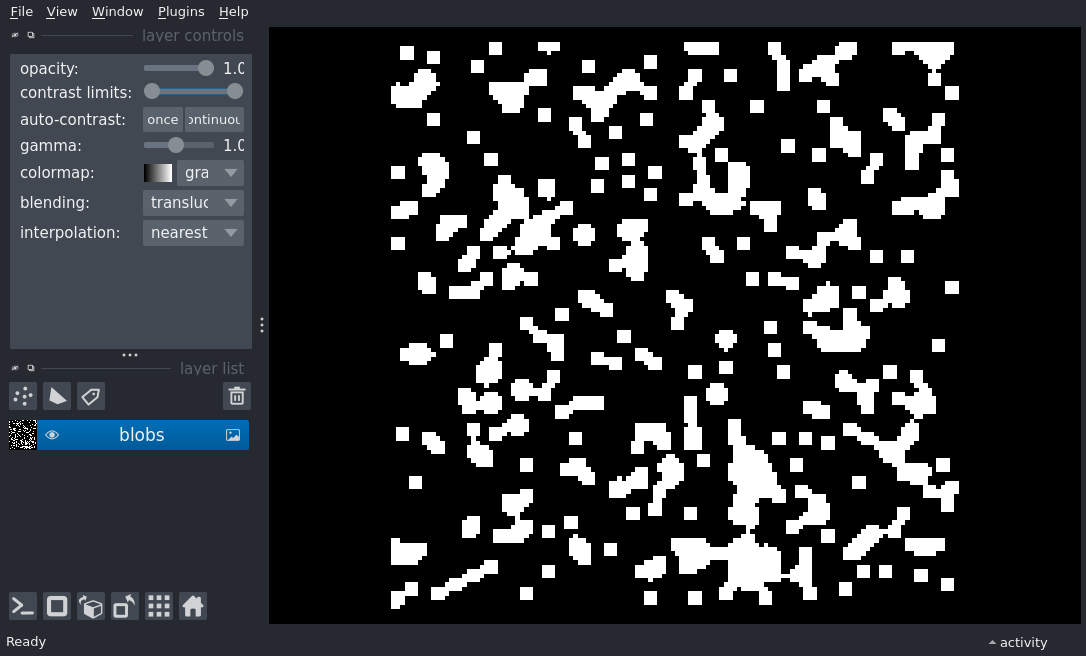 File View Window Plugins Help
layer controls
opacity: 1.0
contrast limits:
auto-contrast: once ontinuou
gamma: 1.0
colormap: gra
blending: transluc
interpolation: nearest
layer list
blobs
Ready
activity